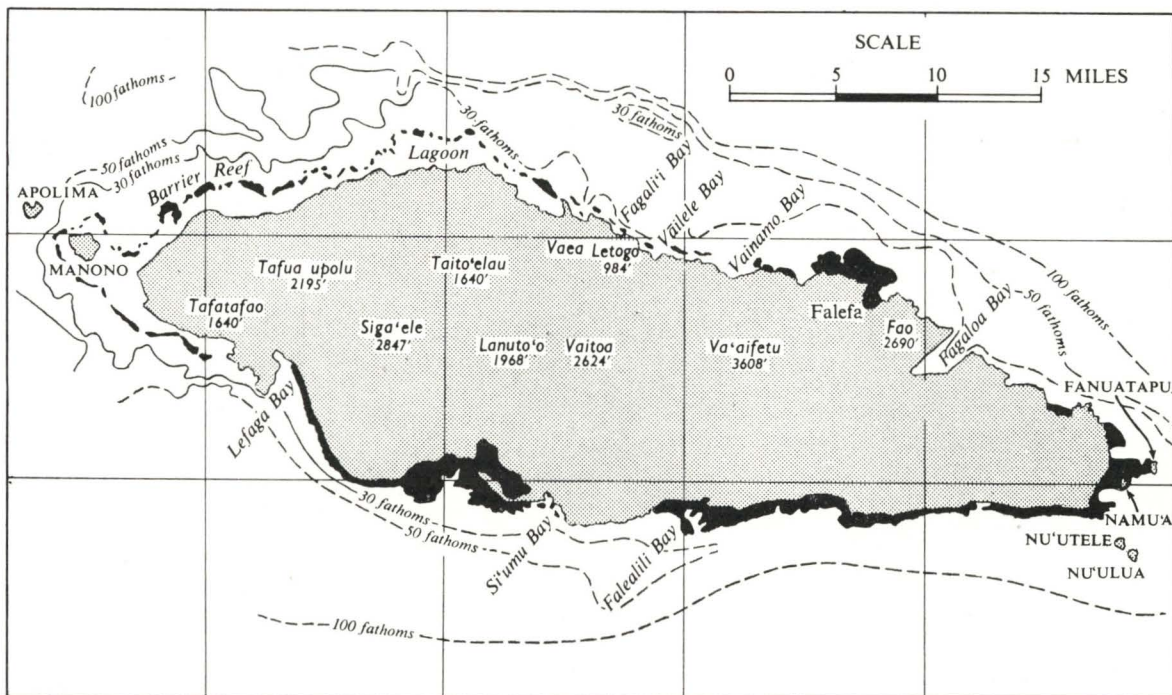 SCALE
0 5 10 15 MILES
100 fathoms
50 fathoms
30 fathoms
30 fathoms
30 fathoms
Barrier Reef
Lagoon
APOLIMA
MANONO
Fagali'i Bay
Vailele Bay
Vainamo Bay
Tafua upolu
2195'
Taito'elau
1640'
Vaea Letogo
984'
Tafatafao
1640'
Siga'ele
2847'
Lanuto'o
1968'
Vaitoa
2624'
Va'aifetu
3608'
Falefa
Fao
2690'
Fagaloa Bay
100 fathoms
50 fathoms
FANUATAPU
Lefaga Bay
30 fathoms
50 fathoms
Si'umu Bay
Falealili Bay
NAMU'A
NU'UTELE
NU'ULUA
100 fathoms